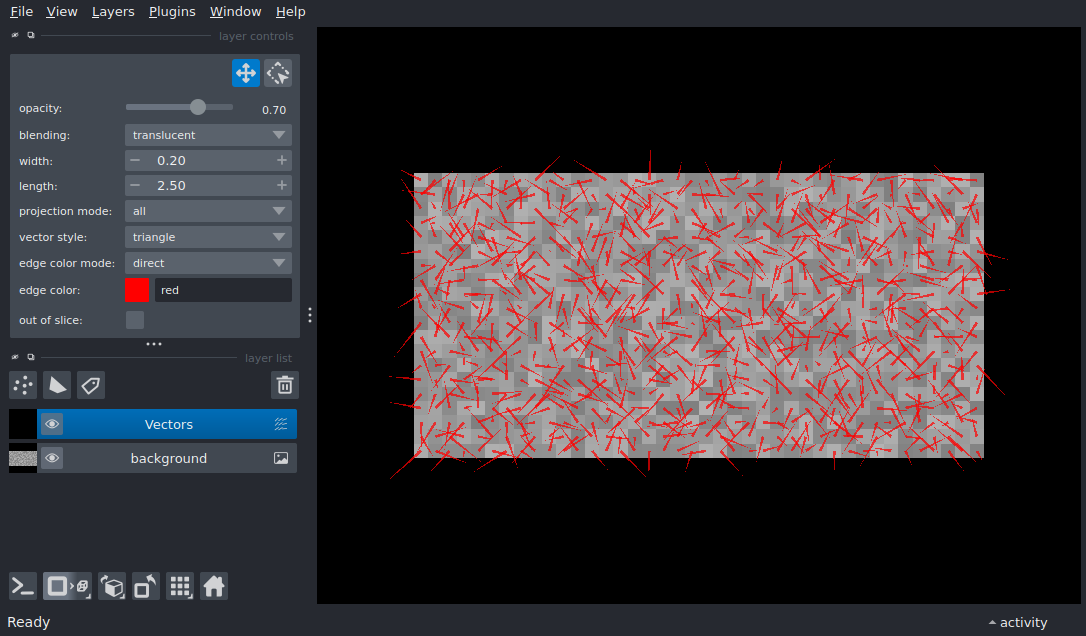 File View Layers Plugins Window Help
layer controls
opacity: 0.70
blending: translucent
width: 0.20
length: 2.50
projection mode: all
vector style: triangle
edge color mode: direct
edge color: red
out of slice:
layer list
Vectors
background
Ready
activity